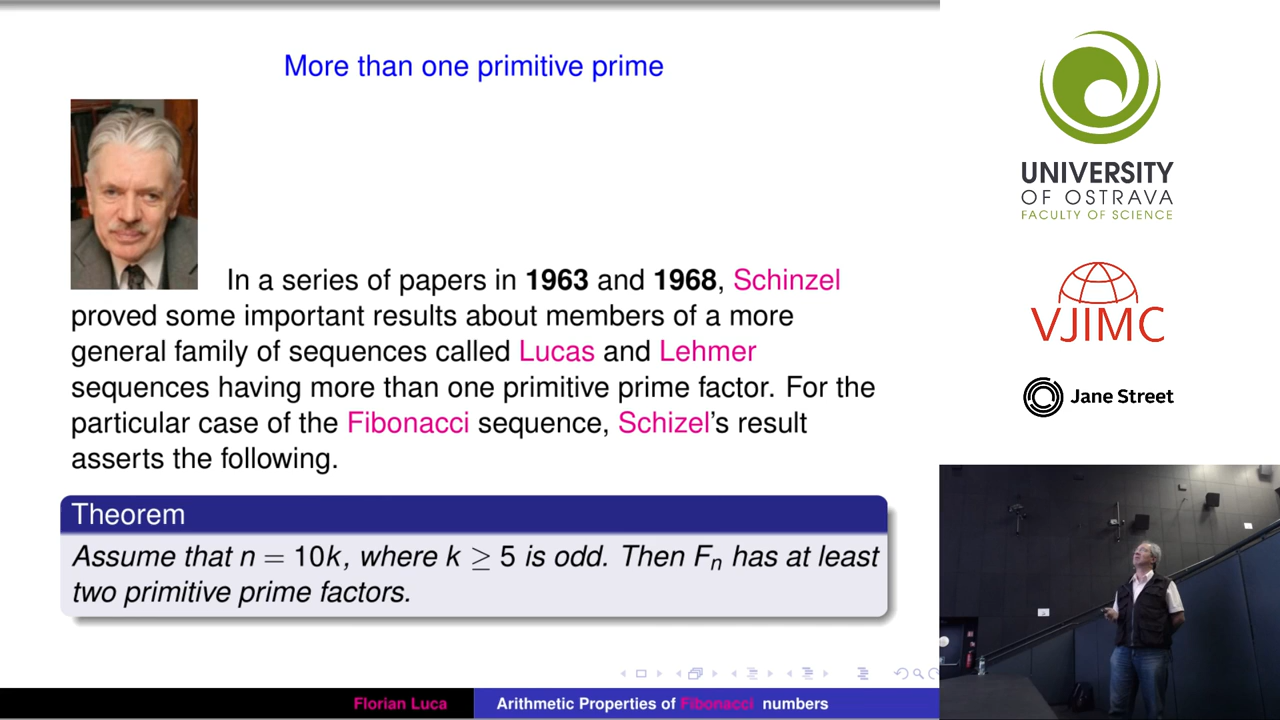 More than one primitive prime
In a series of papers in 1963 and 1968, Schinzel
proved some important results about members of a more
general family of sequences called Lucas and Lehmer
sequences having more than one primitive prime factor. For the
particular case of the Fibonacci sequence, Schizel's result
asserts the following.
Theorem
Assume that n = 10k, where k ≥ 5 is odd. Then Fₙ has at least
two primitive prime factors.
Florian Luca
Arithmetic Properties of Fibonacci numbers
UNIVERSITY
OF OSTRAVA
FACULTY OF SCIENCE
VJIMC
Jane Street